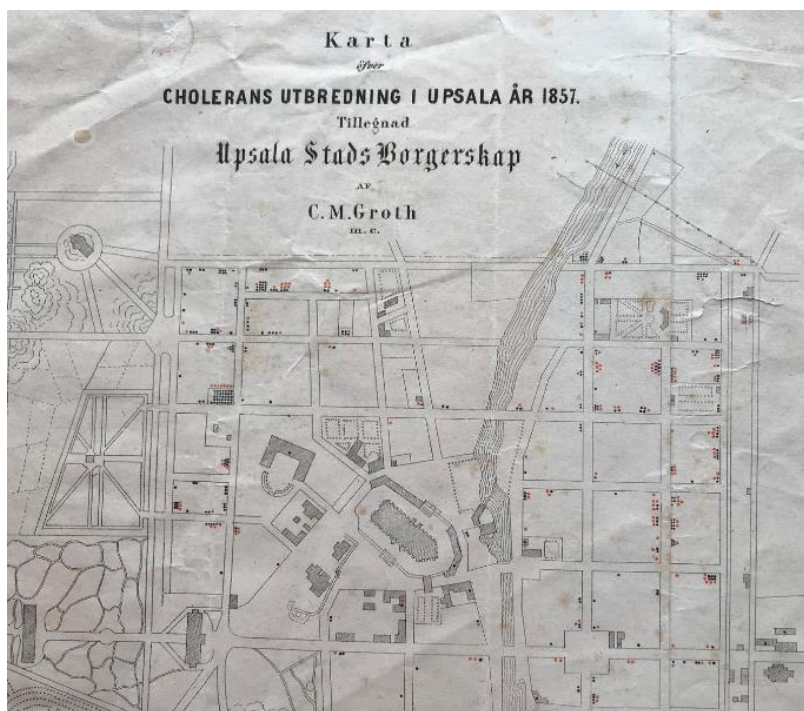 Karta
öfver
CHOLERANS UTBREDNING I UPSALA ÅR 1857.
Tillegnad
Upsala Stads Borgerskap
AF
C.M.Groth
m.c.